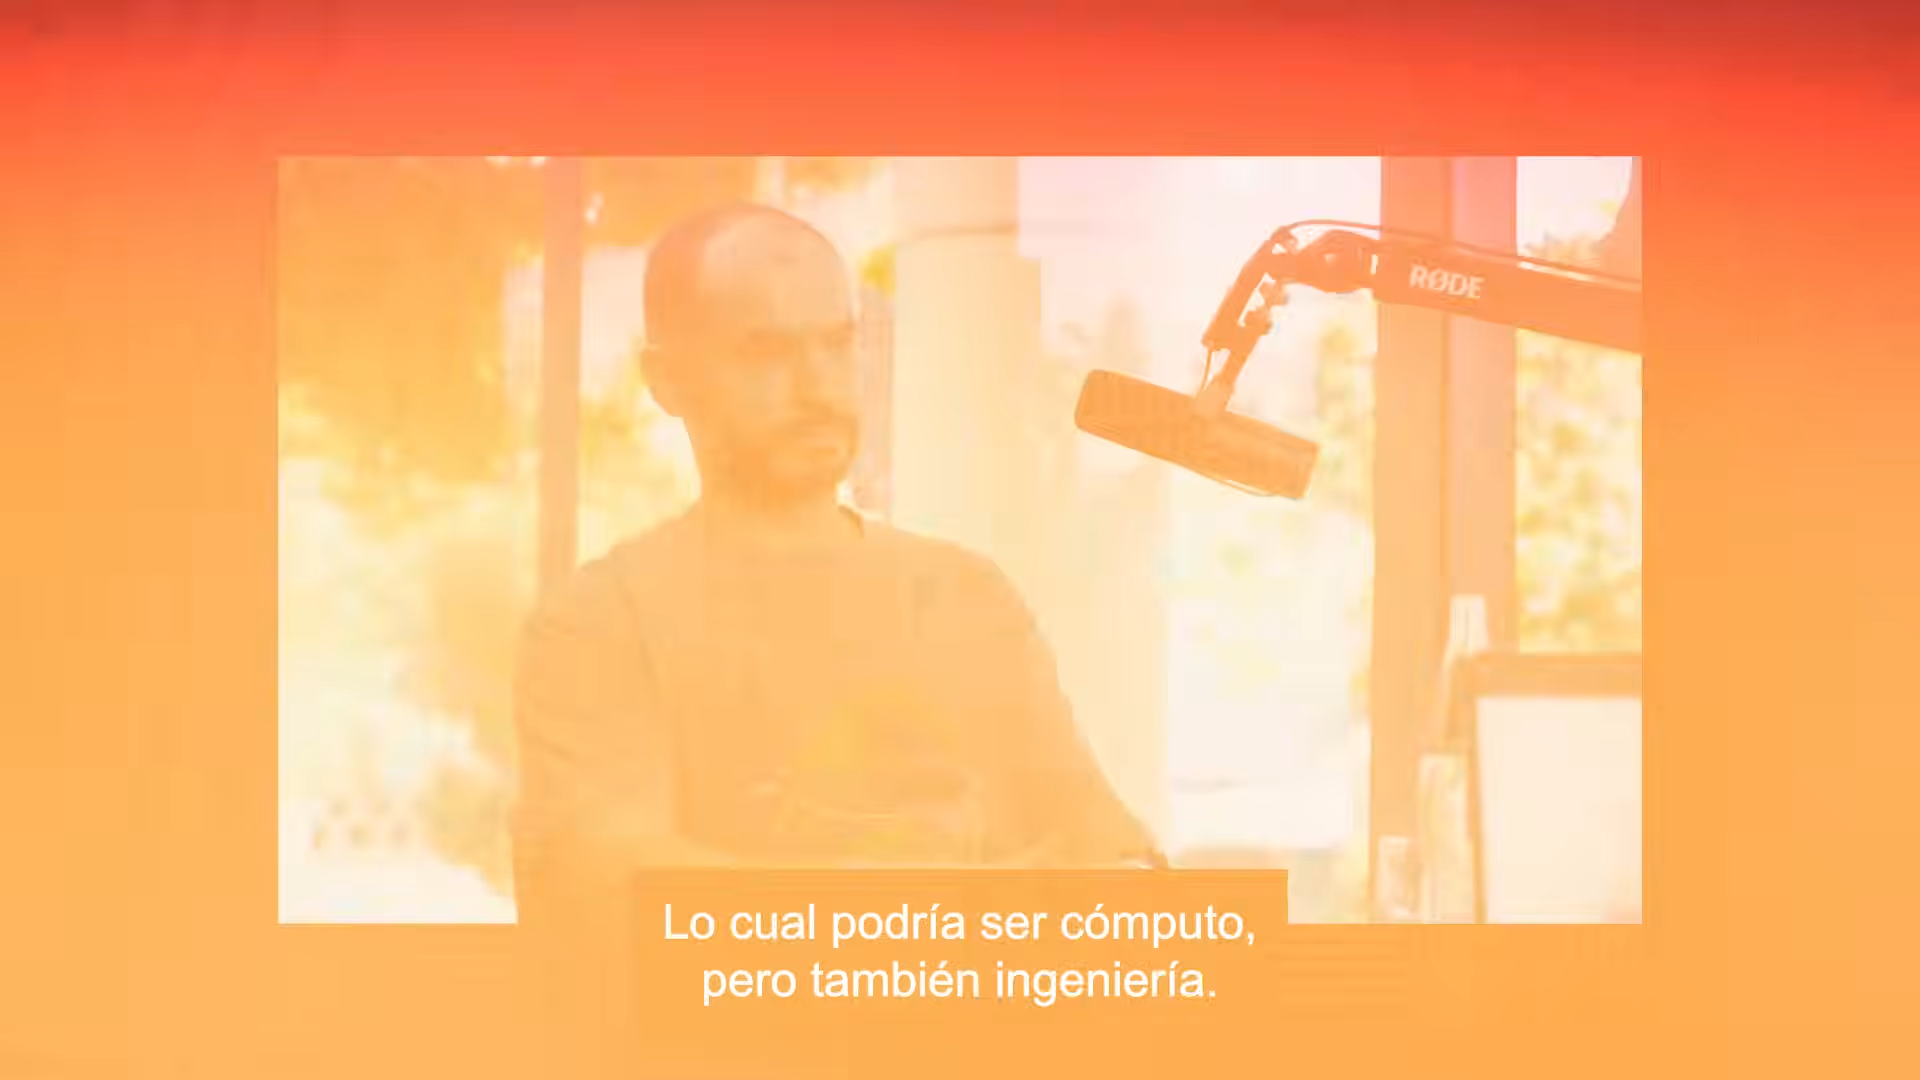 RØDE
Lo cual podría ser cómputo,
pero también ingeniería.